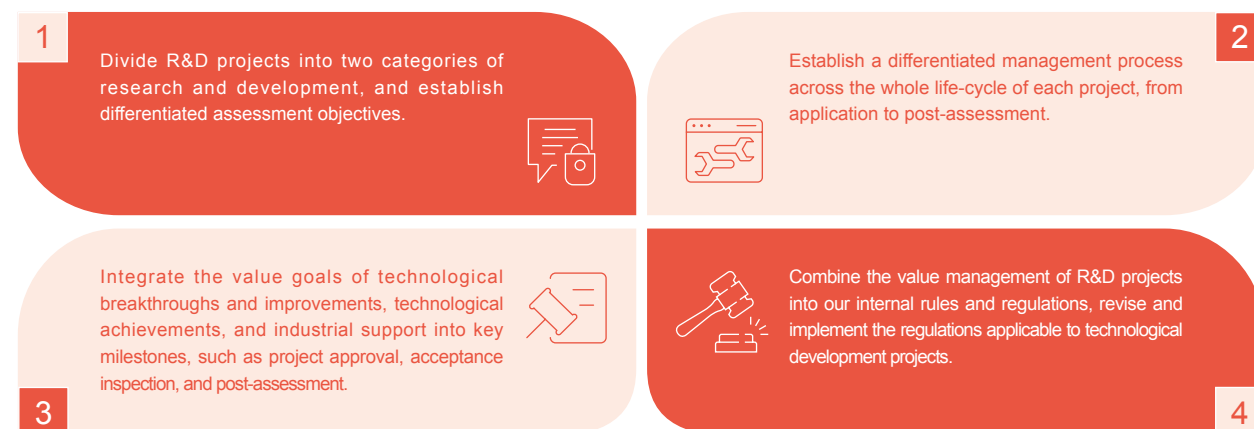 1
Divide R&D projects into two categories of
research and development, and establish
differentiated assessment objectives.
2
Establish a differentiated management process
across the whole life-cycle of each project, from
application to post-assessment.
3
Integrate the value goals of technological
breakthroughs and improvements, technological
achievements, and industrial support into key
milestones, such as project approval, acceptance
inspection, and post-assessment.
4
Combine the value management of R&D projects
into our internal rules and regulations, revise and
implement the regulations applicable to technological
development projects.